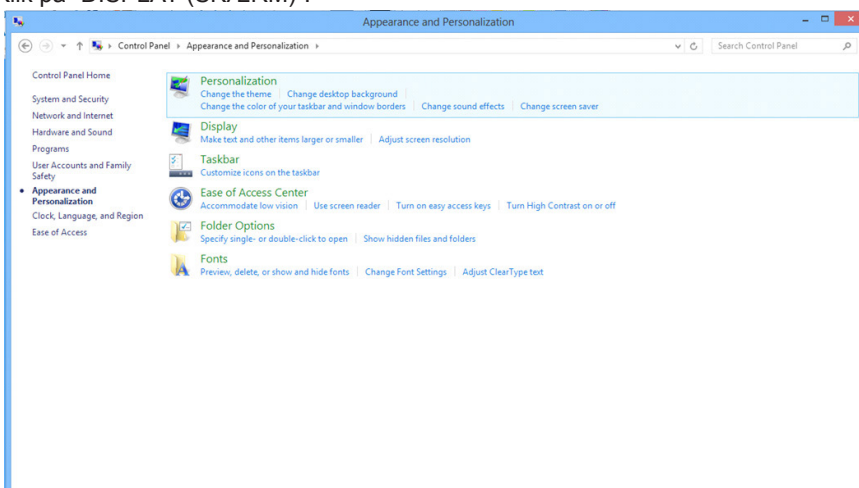 klik på "DISPLAY (SKÆRM)".
Appearance and Personalization
Control Panel ▸ Appearance and Personalization ▸
Search Control Panel
Control Panel Home
System and Security
Network and Internet
Hardware and Sound
Programs
User Accounts and Family
Safety
Appearance and
Personalization
Clock, Language, and Region
Ease of Access
Personalization
Change the theme | Change desktop background
Change the color of your taskbar and window borders | Change sound effects | Change screen saver
Display
Make text and other items larger or smaller | Adjust screen resolution
Taskbar
Customize icons on the taskbar
Ease of Access Center
Accommodate low vision | Use screen reader | Turn on easy access keys | Turn High Contrast on or off
Folder Options
Specify single- or double-click to open | Show hidden files and folders
Fonts
Preview, delete, or show and hide fonts | Change Font Settings | Adjust ClearType text